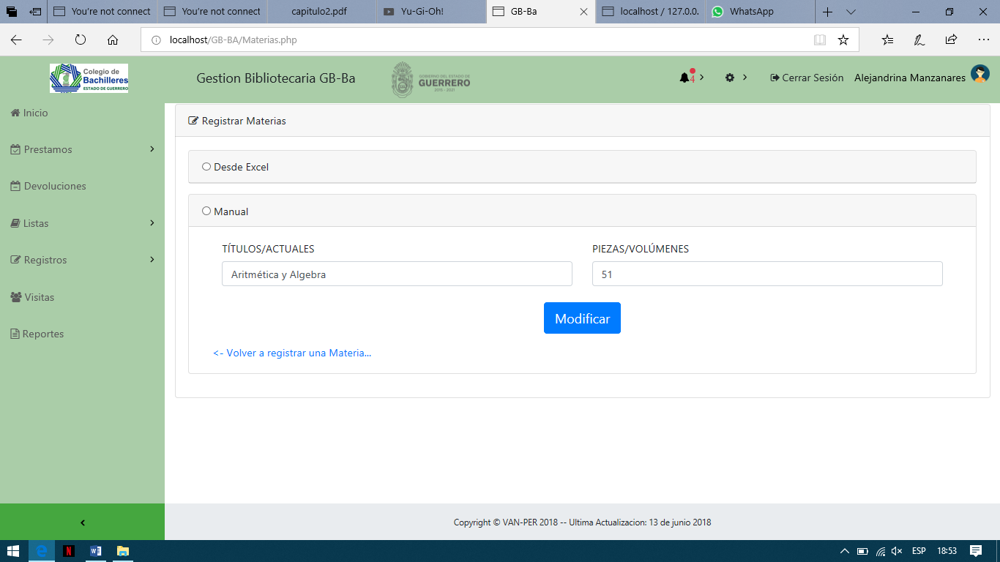 You're not connect
You're not connect
capitulo2.pdf
Yu-Gi-Oh!
GB-Ba
localhost / 127.0.0.
WhatsApp
localhost/GB-BA/Materias.php
Colegio de
Bachilleres
ESTADO DE GUERRERO
Gestion Bibliotecaria GB-Ba
GOBIERNO DEL ESTADO DE
GUERRERO
2015 - 2021
4
Cerrar Sesión
Alejandrina Manzanares
Inicio
Prestamos
Devoluciones
Listas
Registros
Visitas
Reportes
Registrar Materias
Desde Excel
Manual
TÍTULOS/ACTUALES
PIEZAS/VOLÚMENES
Aritmética y Algebra
51
Modificar
<- Volver a registrar una Materia...
Copyright © VAN-PER 2018 -- Ultima Actualizacion: 13 de junio 2018
ESP
18:53